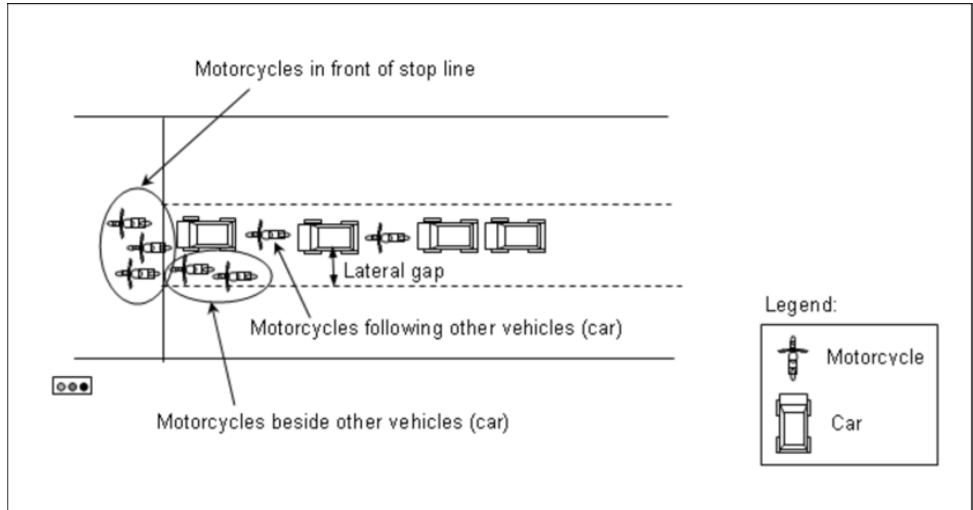 Motorcycles in front of stop line
Lateral gap
Motorcycles following other vehicles (car)
Motorcycles beside other vehicles (car)
Legend:
Motorcycle
Car